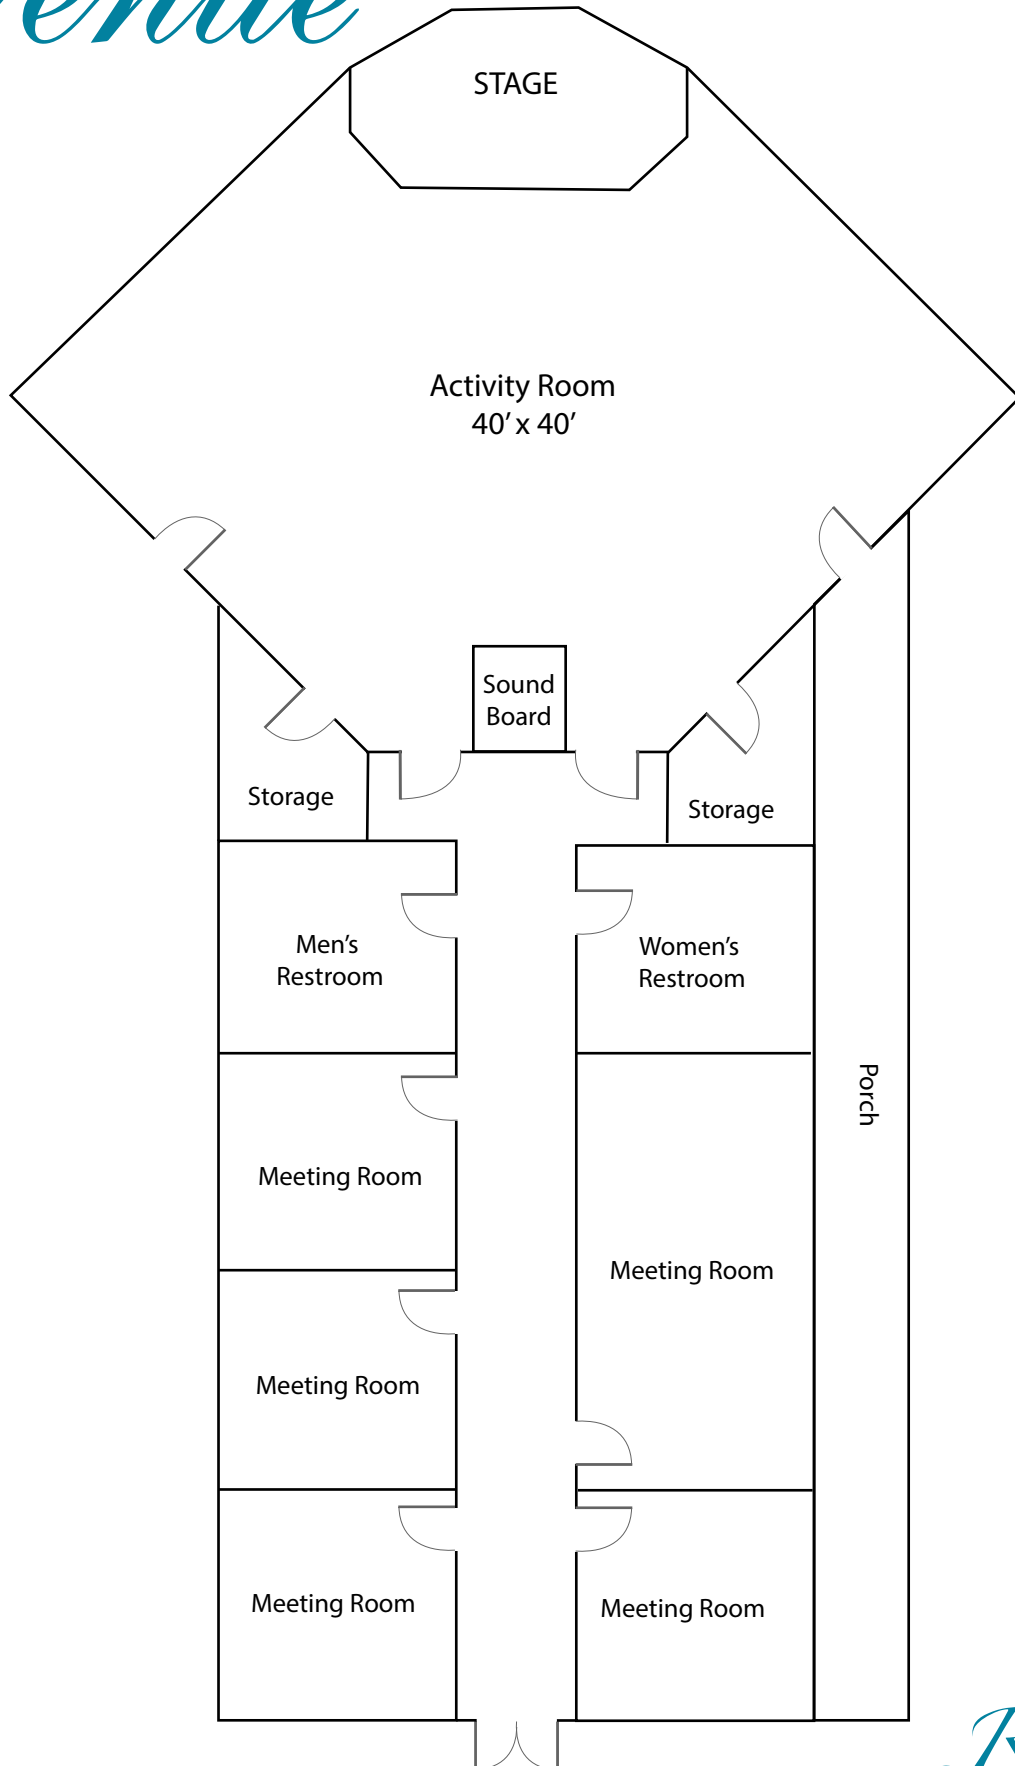 STAGE
Activity Room
40’ x 40’
Sound
Board
Storage
Storage
Men’s
Restroom
Women’s
Restroom
Porch
Meeting Room
Meeting Room
Meeting Room
Meeting Room
Meeting Room